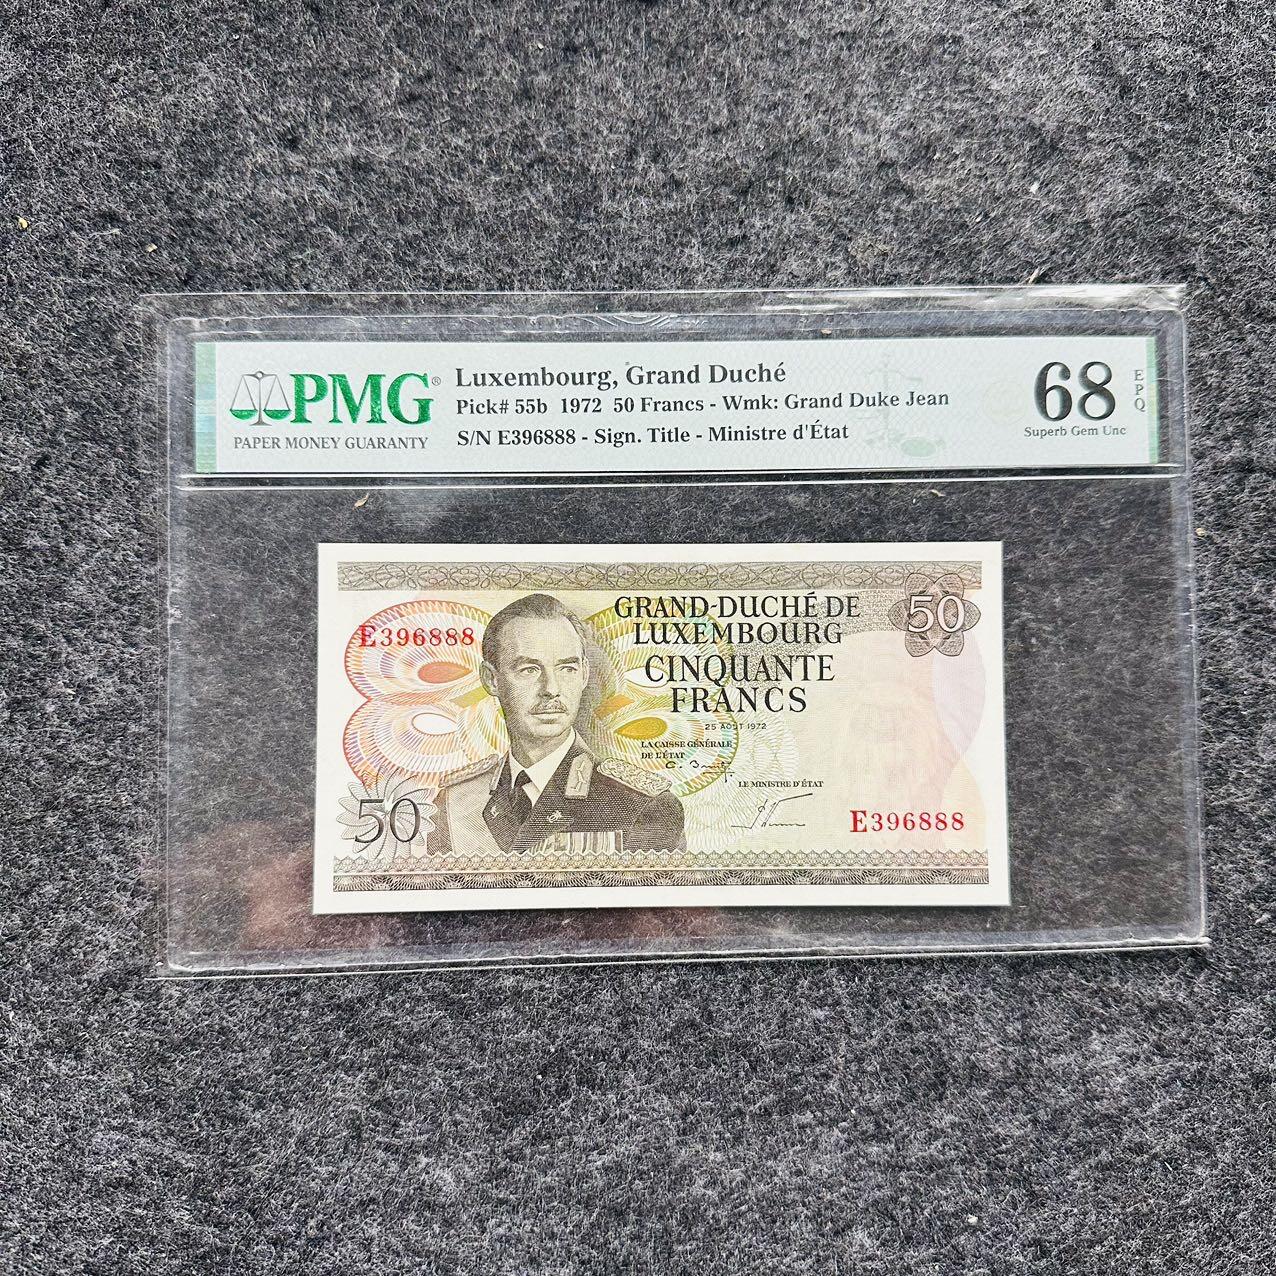 PMG®
PAPER MONEY GUARANTY
Luxembourg, Grand Duché
Pick# 55b 1972 50 Francs - Wmk: Grand Duke Jean
S/N E396888 - Sign. Title - Ministre d'État
68
EPQ
Superb Gem Unc
E396888
GRAND-DUCHÉ DE
LUXEMBOURG
CINQUANTE
FRANCS
50
25 AOÛT 1972
LA CAISSE GÉNÉRALE
DE L'ÉTAT
LE MINISTRE D'ÉTAT
50
E396888